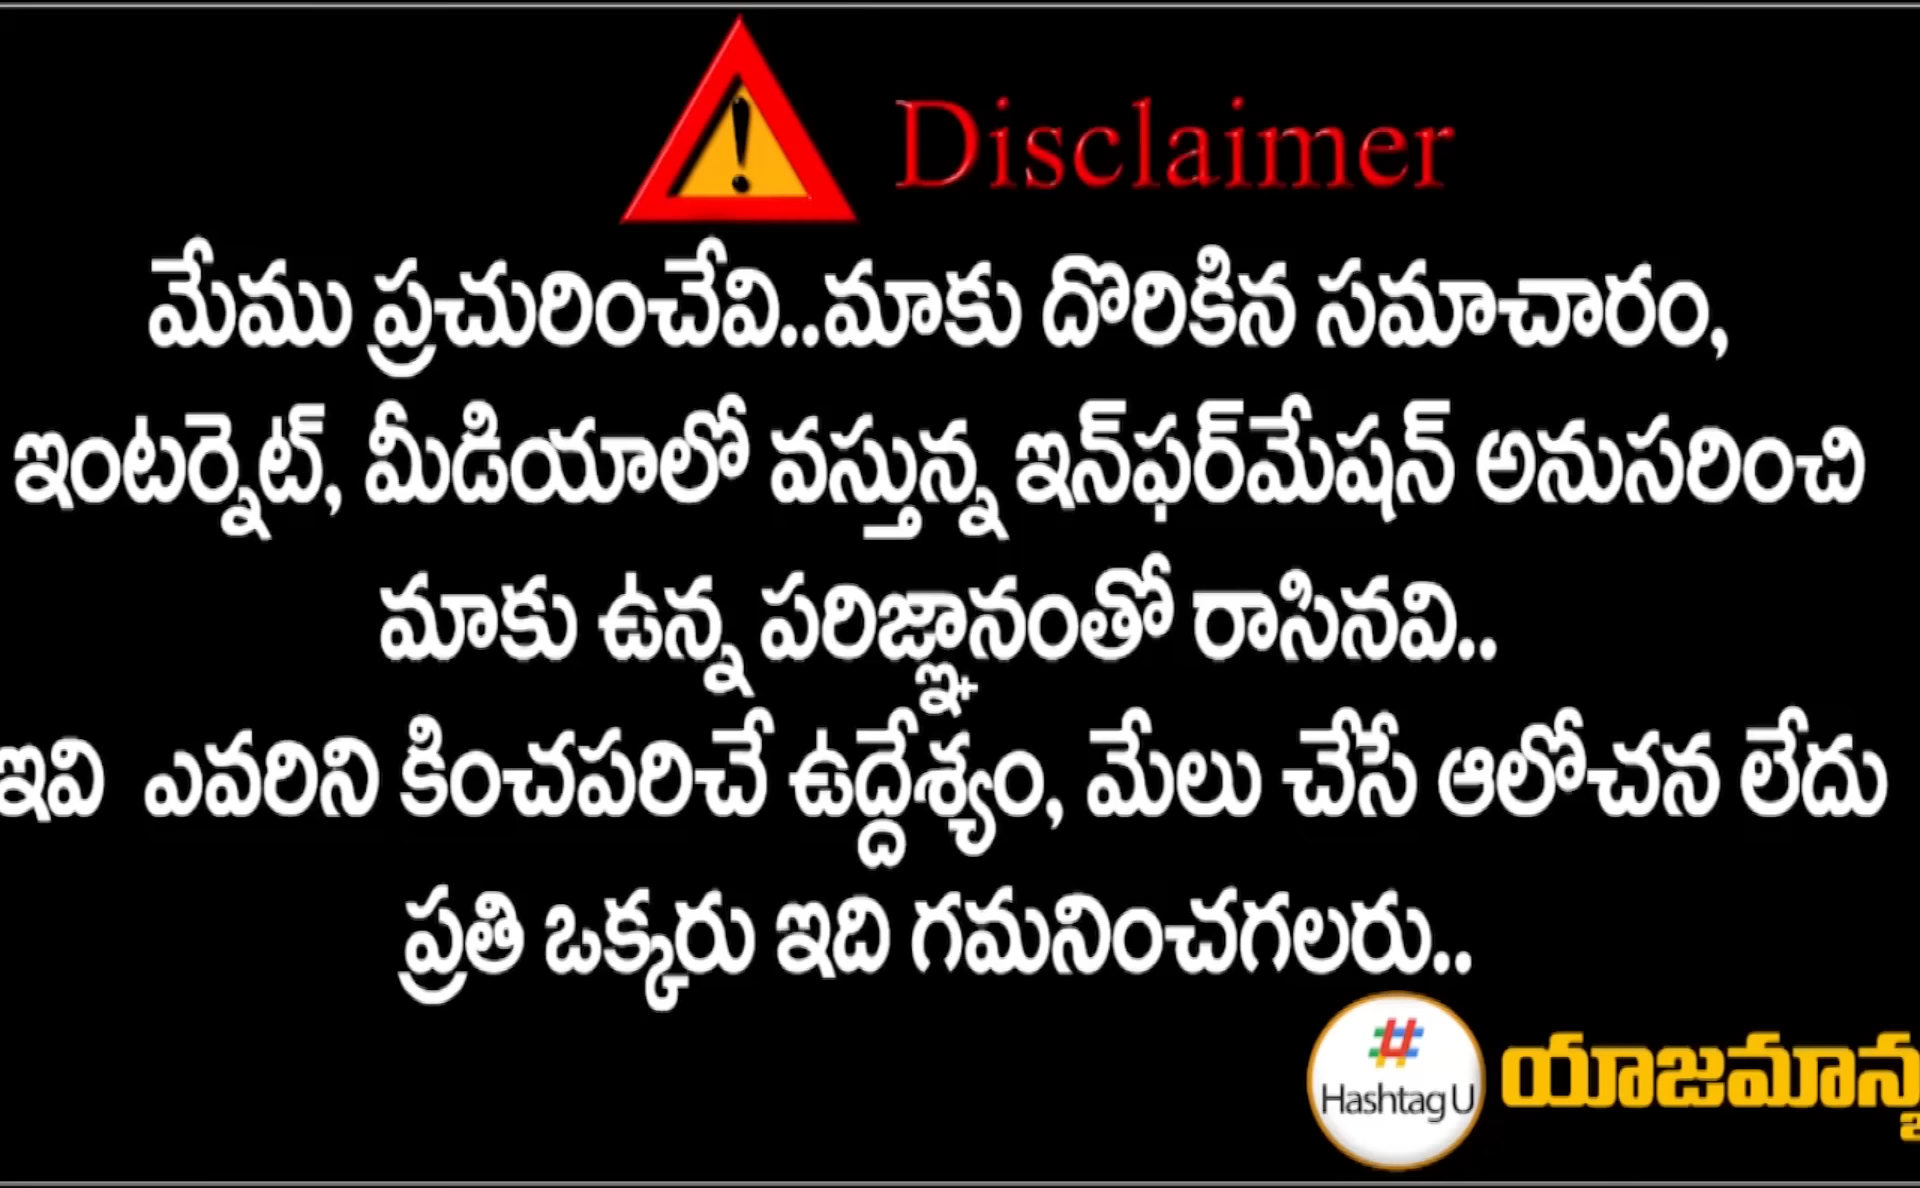 Disclaimer
మేము ప్రచురించేవి..మాకు దొరికిన సమాచారం,
ఇంటర్నెట్, మీడియాలో వస్తున్న ఇన్‌ఫర్‌మేషన్ అనుసరించి
మాకు ఉన్న పరిజ్ఞానంతో రాసినవి..
ఇవి ఎవరిని కించపరిచే ఉద్దేశ్యం, మేలు చేసే ఆలోచన లేదు
ప్రతి ఒక్కరు ఇది గమనించగలరు..
#U
Hashtag U